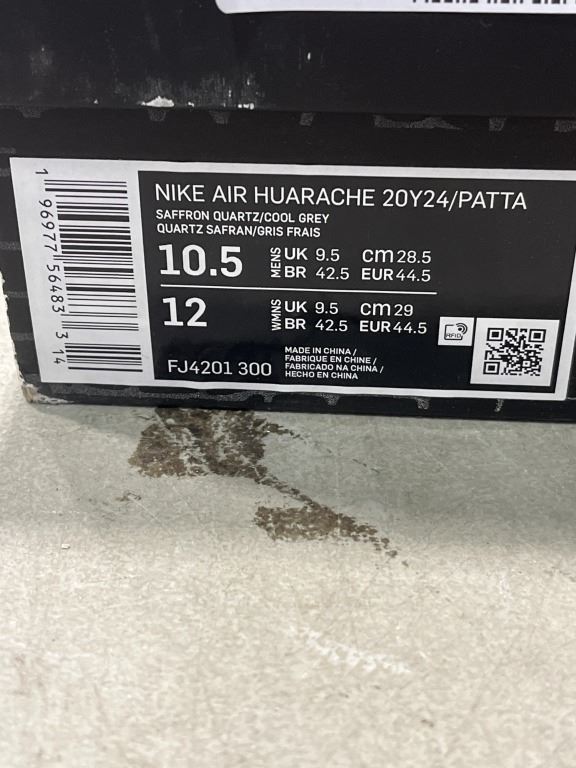 NIKE AIR HUARACHE 20Y24/PATTA
SAFFRON QUARTZ/COOL GREY
QUARTZ SAFRAN/GRIS FRAIS
10.5 MENS UK 9.5 CM 28.5
BR 42.5 EUR 44.5
12 WMNS UK 9.5 CM 29
BR 42.5 EUR 44.5
FJ4201 300
MADE IN CHINA /
FABRIQUE EN CHINE /
FABRICADO NA CHINA /
HECHO EN CHINA
RFID
1 96977 56483 3 14